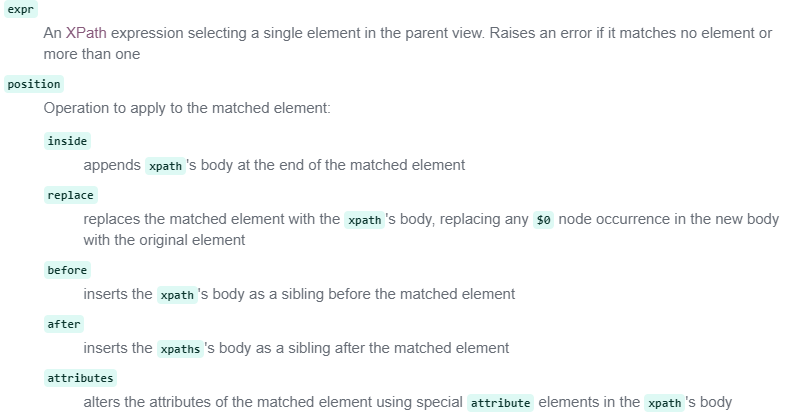 expr
An XPath expression selecting a single element in the parent view. Raises an error if it matches no element or
more than one
position
Operation to apply to the matched element:
inside
appends xpath 's body at the end of the matched element
replace
replaces the matched element with the xpath 's body, replacing any $0 node occurrence in the new body
with the original element
before
inserts the xpath 's body as a sibling before the matched element
after
inserts the xpaths 's body as a sibling after the matched element
attributes
alters the attributes of the matched element using special attribute elements in the xpath 's body